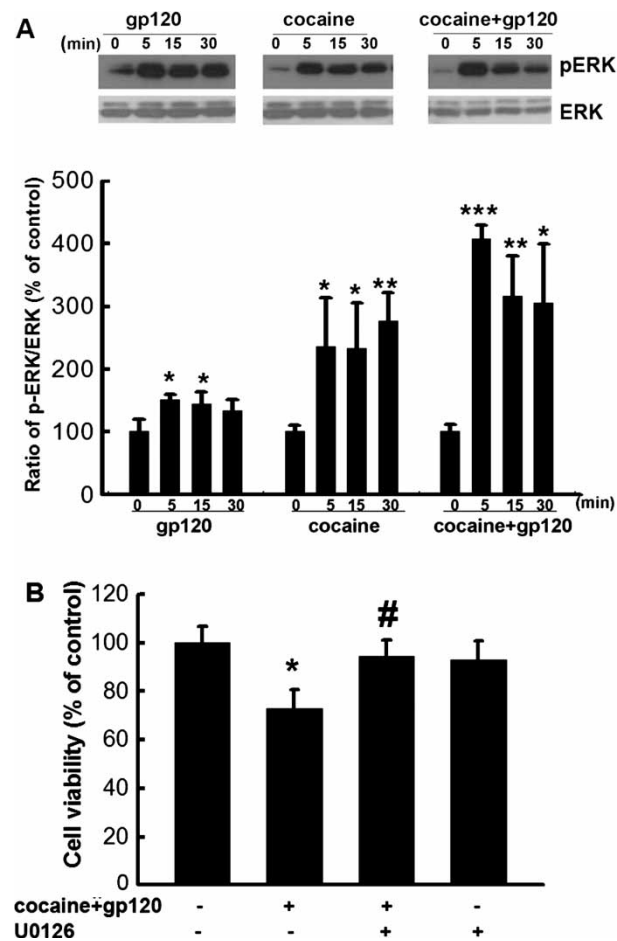 A
gp120 cocaine cocaine+gp120
(min) 0 5 15 30 0 5 15 30 0 5 15 30
pERK
ERK
Ratio of p-ERK/ERK (% of control)
500
400
300
200
100
0
* *
* * **
*** ** *
0 5 15 30 0 5 15 30 0 5 15 30 (min)
gp120 cocaine cocaine+gp120
B
Cell viability (% of control)
120
100
80
60
40
20
0
* #
cocaine+gp120 - + + -
U0126 - - + +